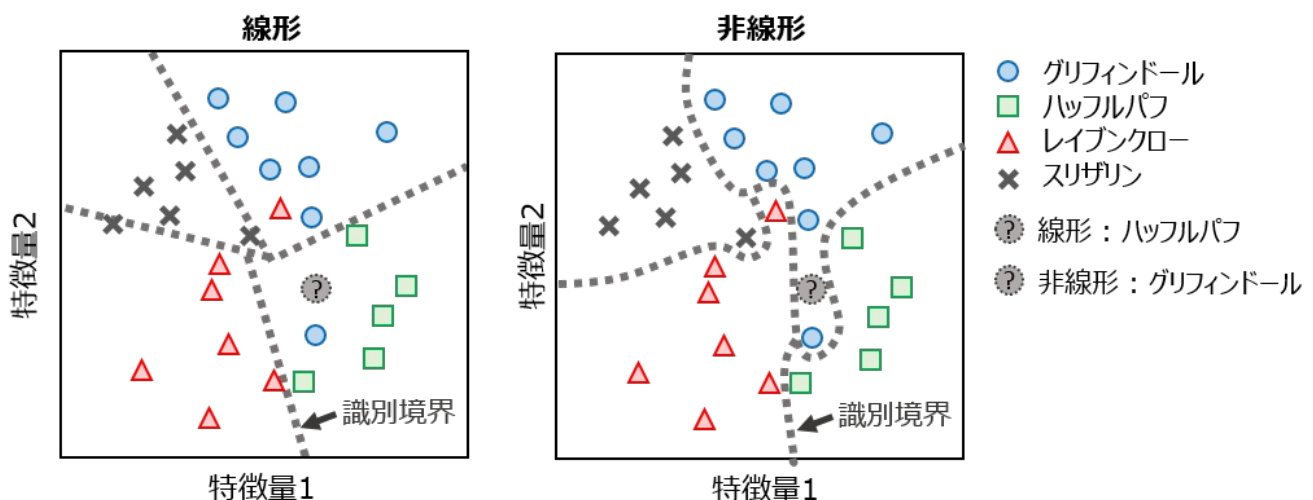 線形
特徴量2
?
識別境界
特徴量1
非線形
特徴量2
?
識別境界
特徴量1
グリフィンドール
ハッフルパフ
レイブンクロー
スリザリン
? 線形：ハッフルパフ
? 非線形：グリフィンドール